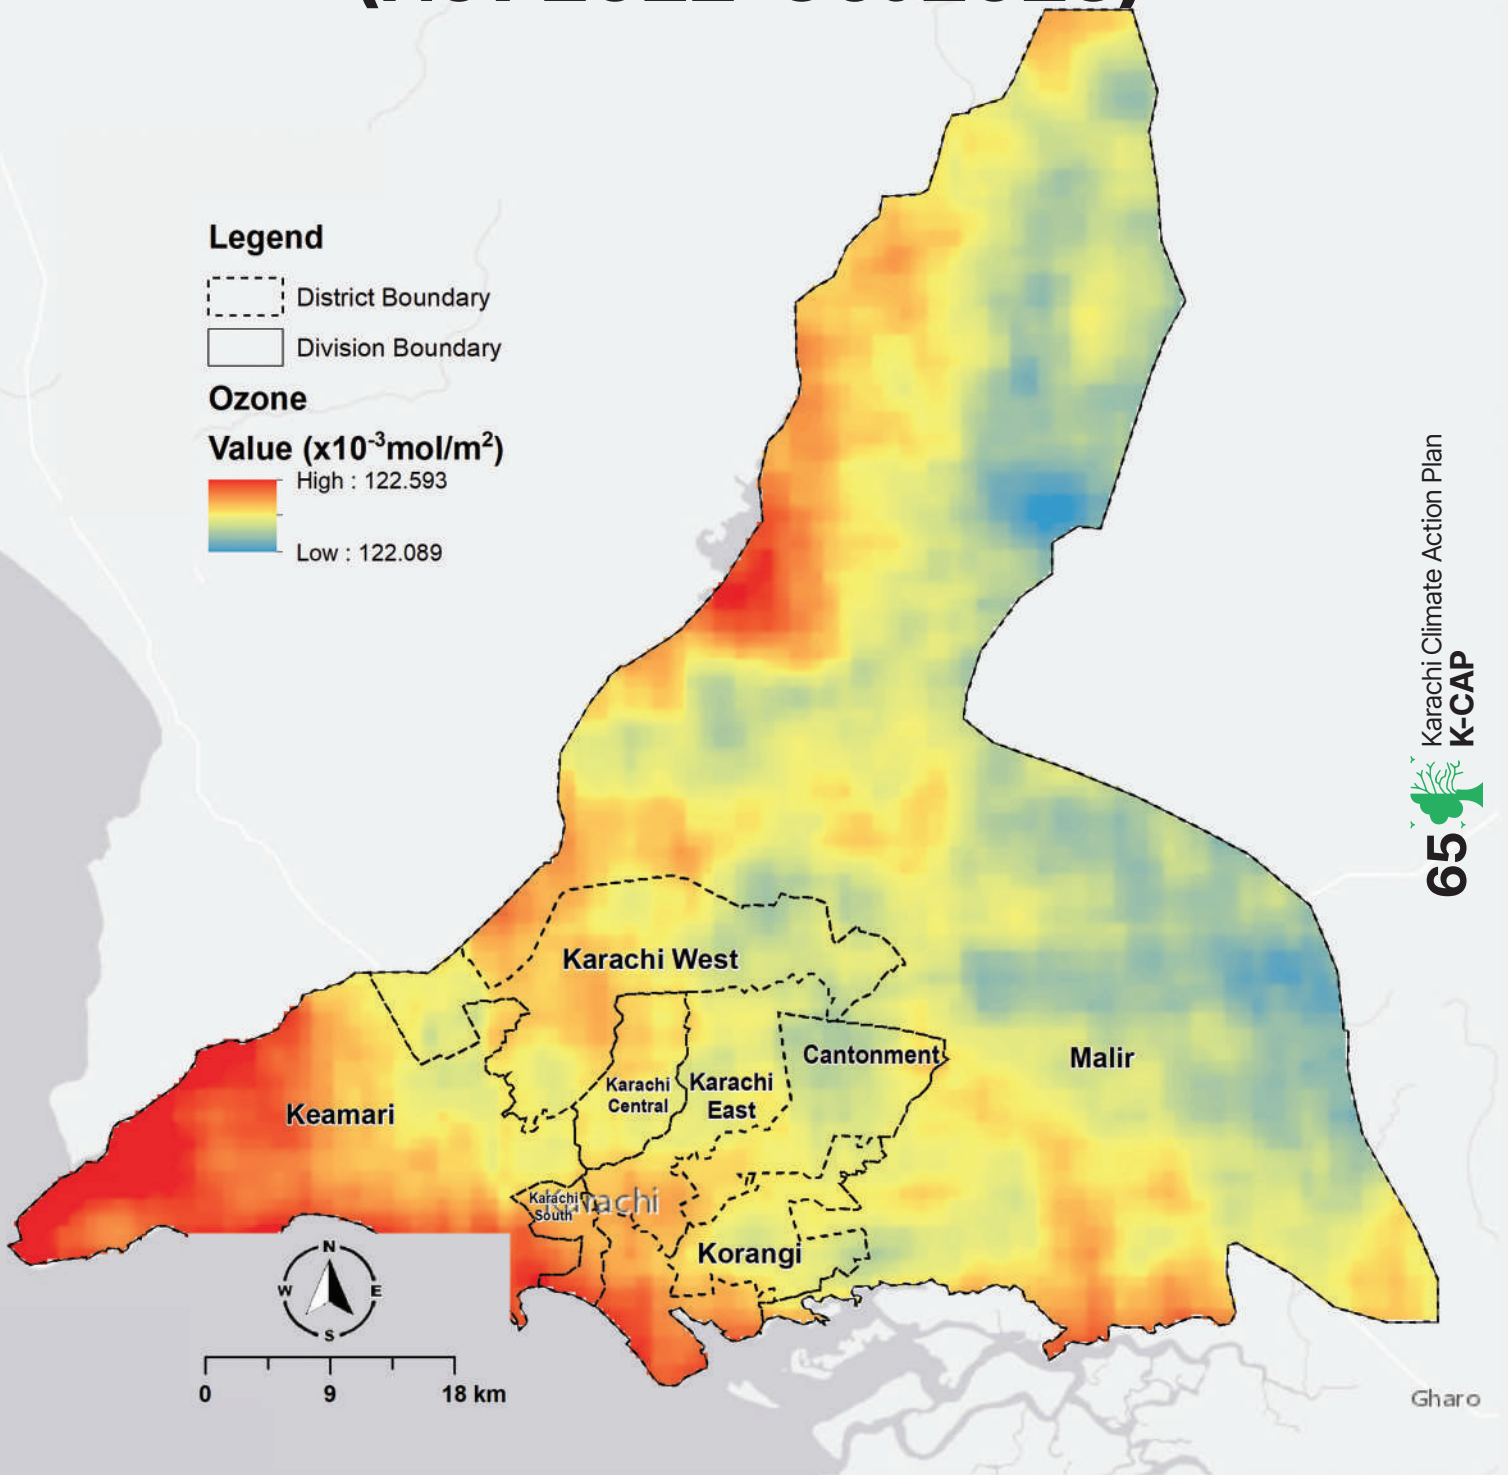 Legend
District Boundary
Division Boundary
Ozone
Value (x10⁻³mol/m²)
High : 122.593
Low : 122.089
Karachi West
Cantonment
Malir
Karachi
Central
Karachi
East
Keamari
Karachi
South
Karachi
Korangi
N
W E
S
0 9 18 km
Gharo
65
Karachi Climate Action Plan
K-CAP